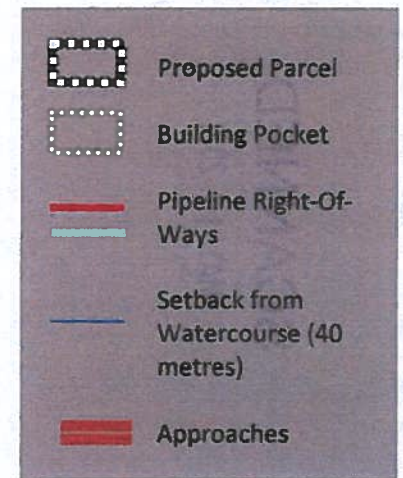 Proposed Parcel
Building Pocket
Pipeline Right-Of-
Ways
Setback from
Watercourse (40
metres)
Approaches